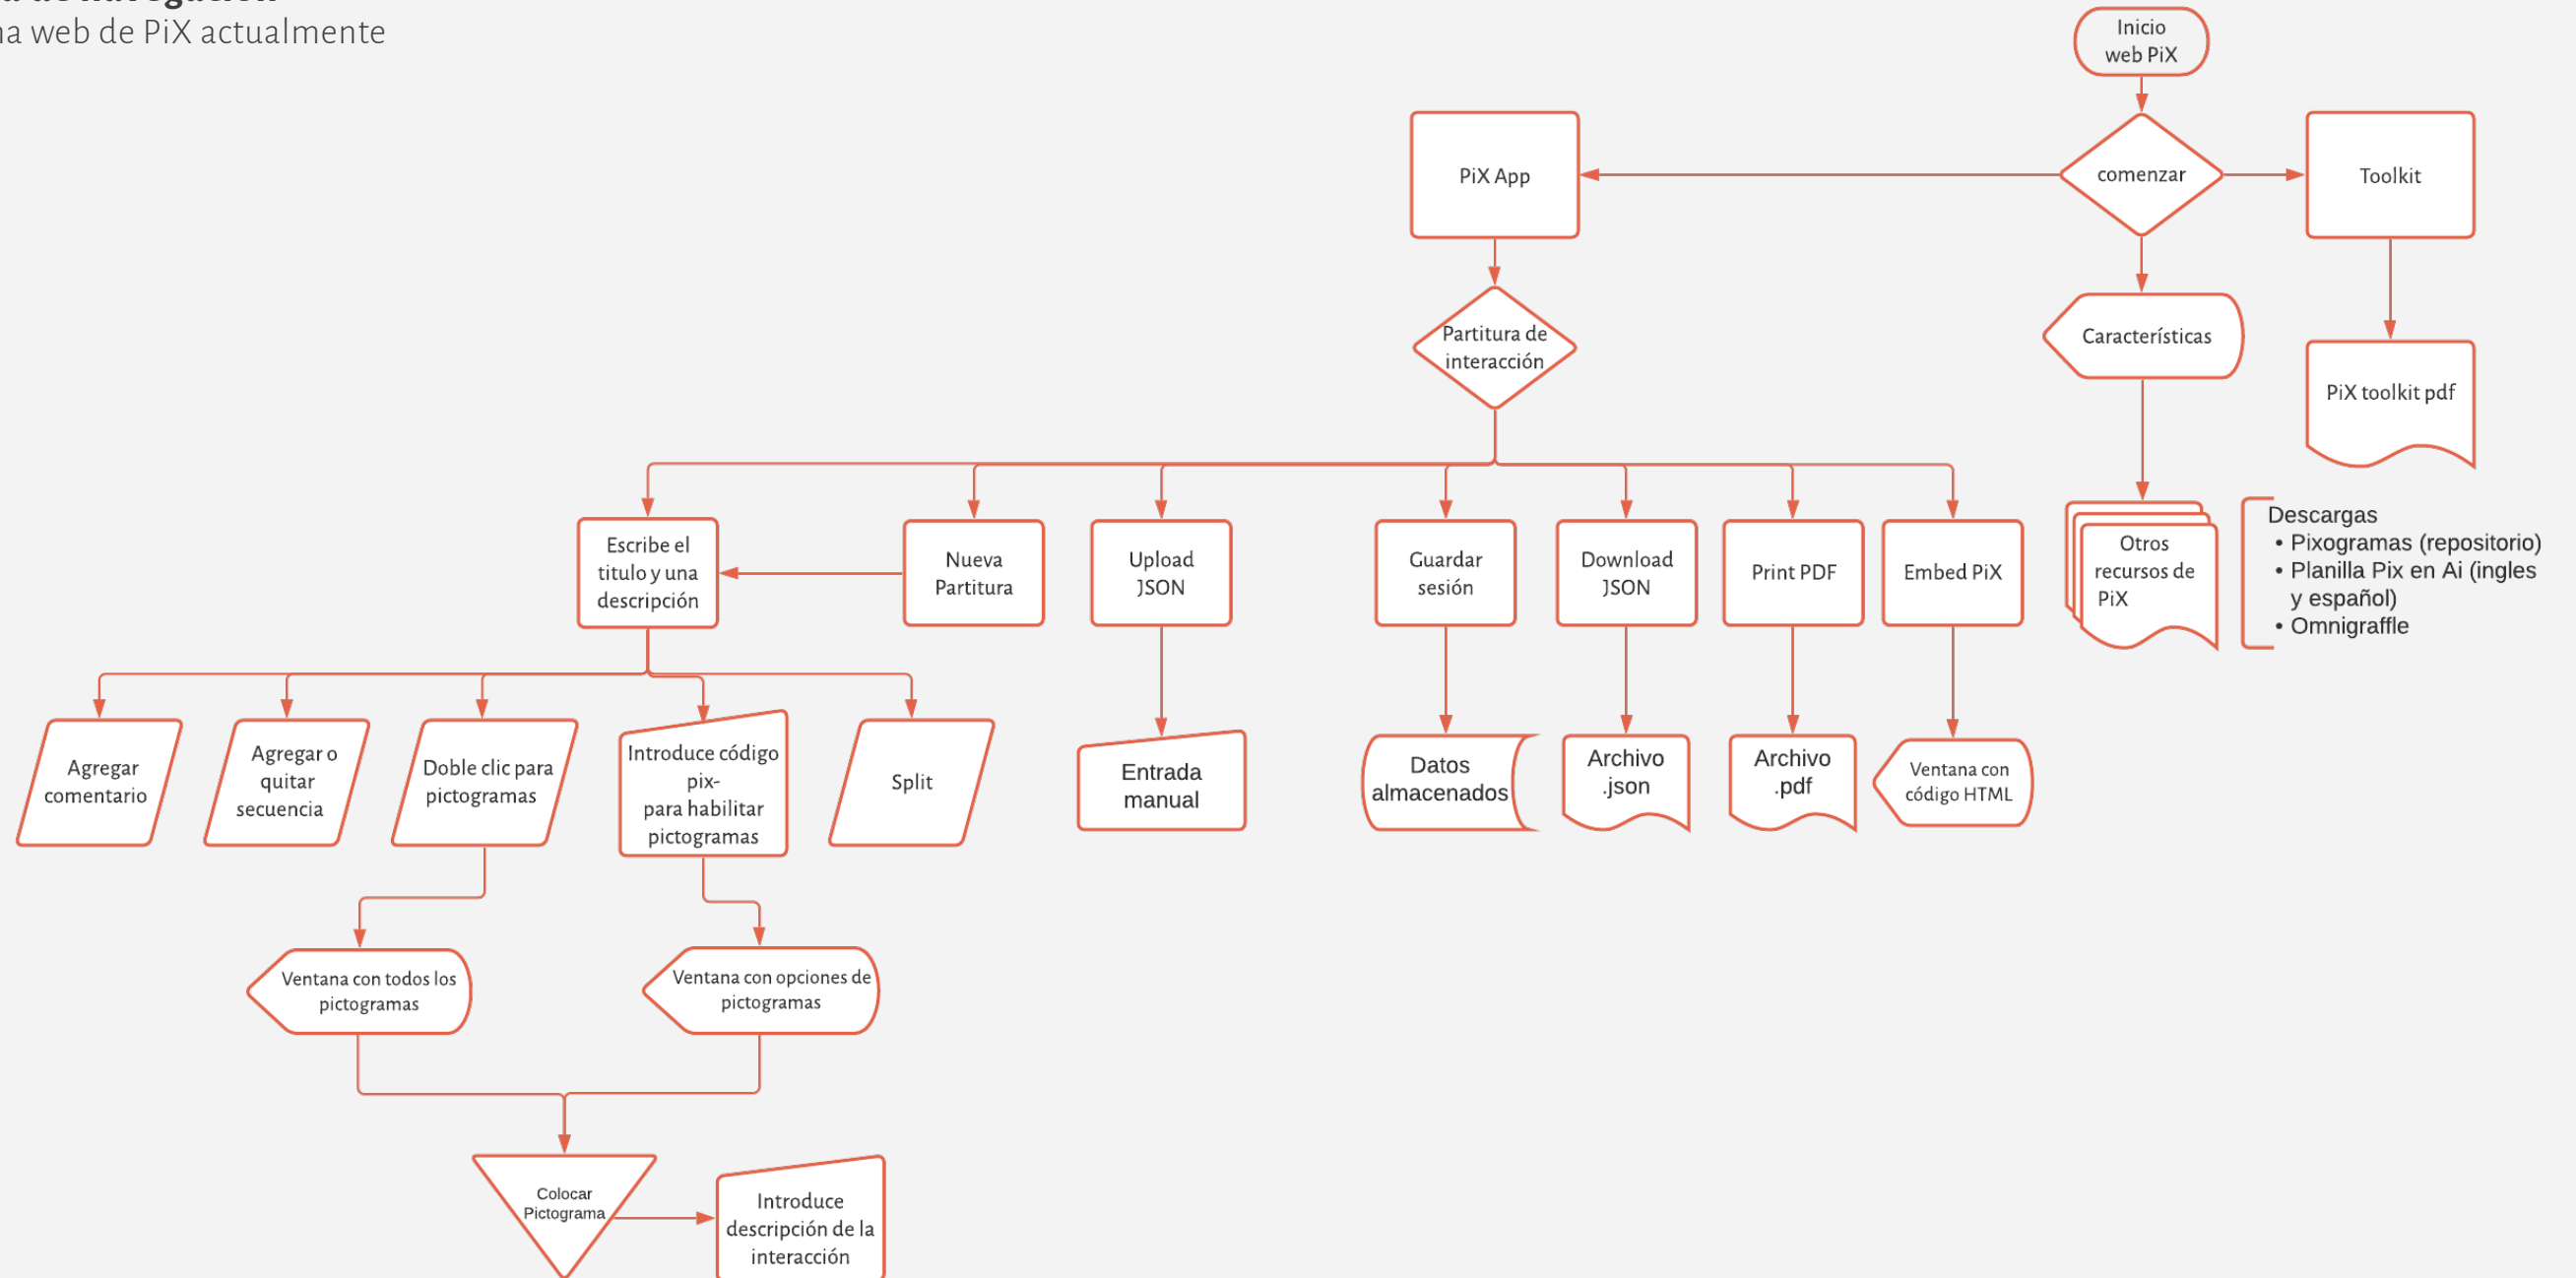 de navegación
na web de PiX actualmente
Inicio
web PiX
PiX App
comenzar
Toolkit
Partitura de
interacción
Características
PiX toolkit pdf
Escribe el
titulo y una
descripción
Nueva
Partitura
Upload
JSON
Guardar
sesión
Download
JSON
Print PDF
Embed PiX
Otros
recursos de
PiX
Descargas
• Pixogramas (repositorio)
• Planilla Pix en Ai (ingles
y español)
• Omnigraffle
Agregar
comentario
Agregar o
quitar
secuencia
Doble clic para
pictogramas
Introduce código
pix-
para habilitar
pictogramas
Split
Entrada
manual
Datos
almacenados
Archivo
.json
Archivo
.pdf
Ventana con
código HTML
Ventana con todos los
pictogramas
Ventana con opciones de
pictogramas
Colocar
Pictograma
Introduce
descripción de la
interacción